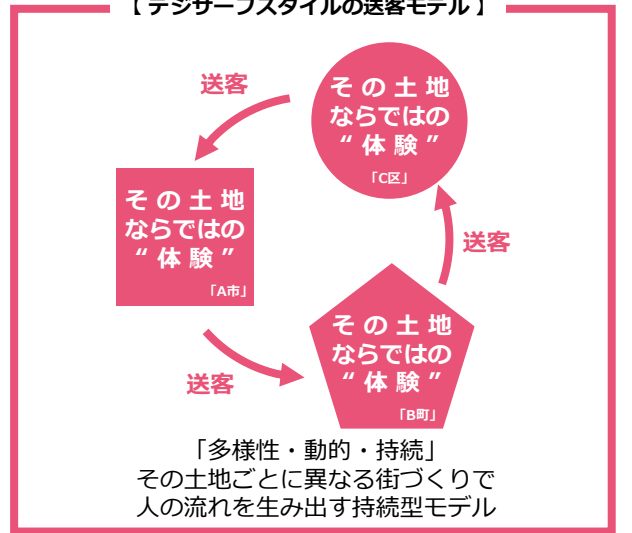 【 デジサーフスタイルの送客モデル 】
送客
そ の 土 地
ならではの
“ 体 験 ”
「C区」
そ の 土 地
ならではの
“ 体 験 ”
「A市」
送客
そ の 土 地
ならではの
“ 体 験 ”
「B町」
送客
「多様性・動的・持続」
その土地ごとに異なる街づくりで
人の流れを生み出す持続型モデル